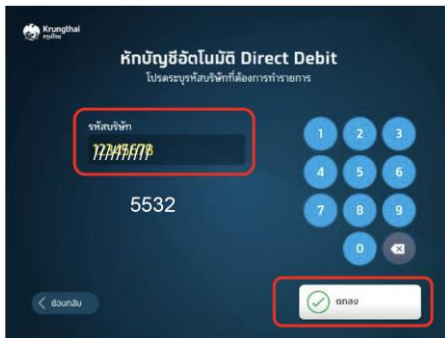 Krungthai
กรุงไทย
หักบัญชีอัตโนมัติ Direct Debit
โปรดระบุรหัสบริษัทที่ต้องการทำรายการ
รหัสบริษัท
12345678
5532
1 2 3
4 5 6
7 8 9
0
ย้อนกลับ
ตกลง